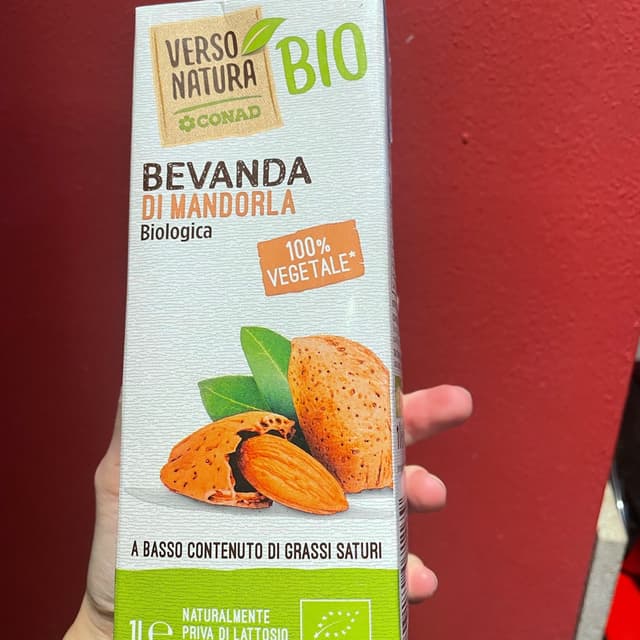 VERSO
NATURA
CONAD
BIO
BEVANDA
DI MANDORLA
Biologica
100%
VEGETALE*
A BASSO CONTENUTO DI GRASSI SATURI
1L e
NATURALMENTE
PRIVA DI LATTOSIO